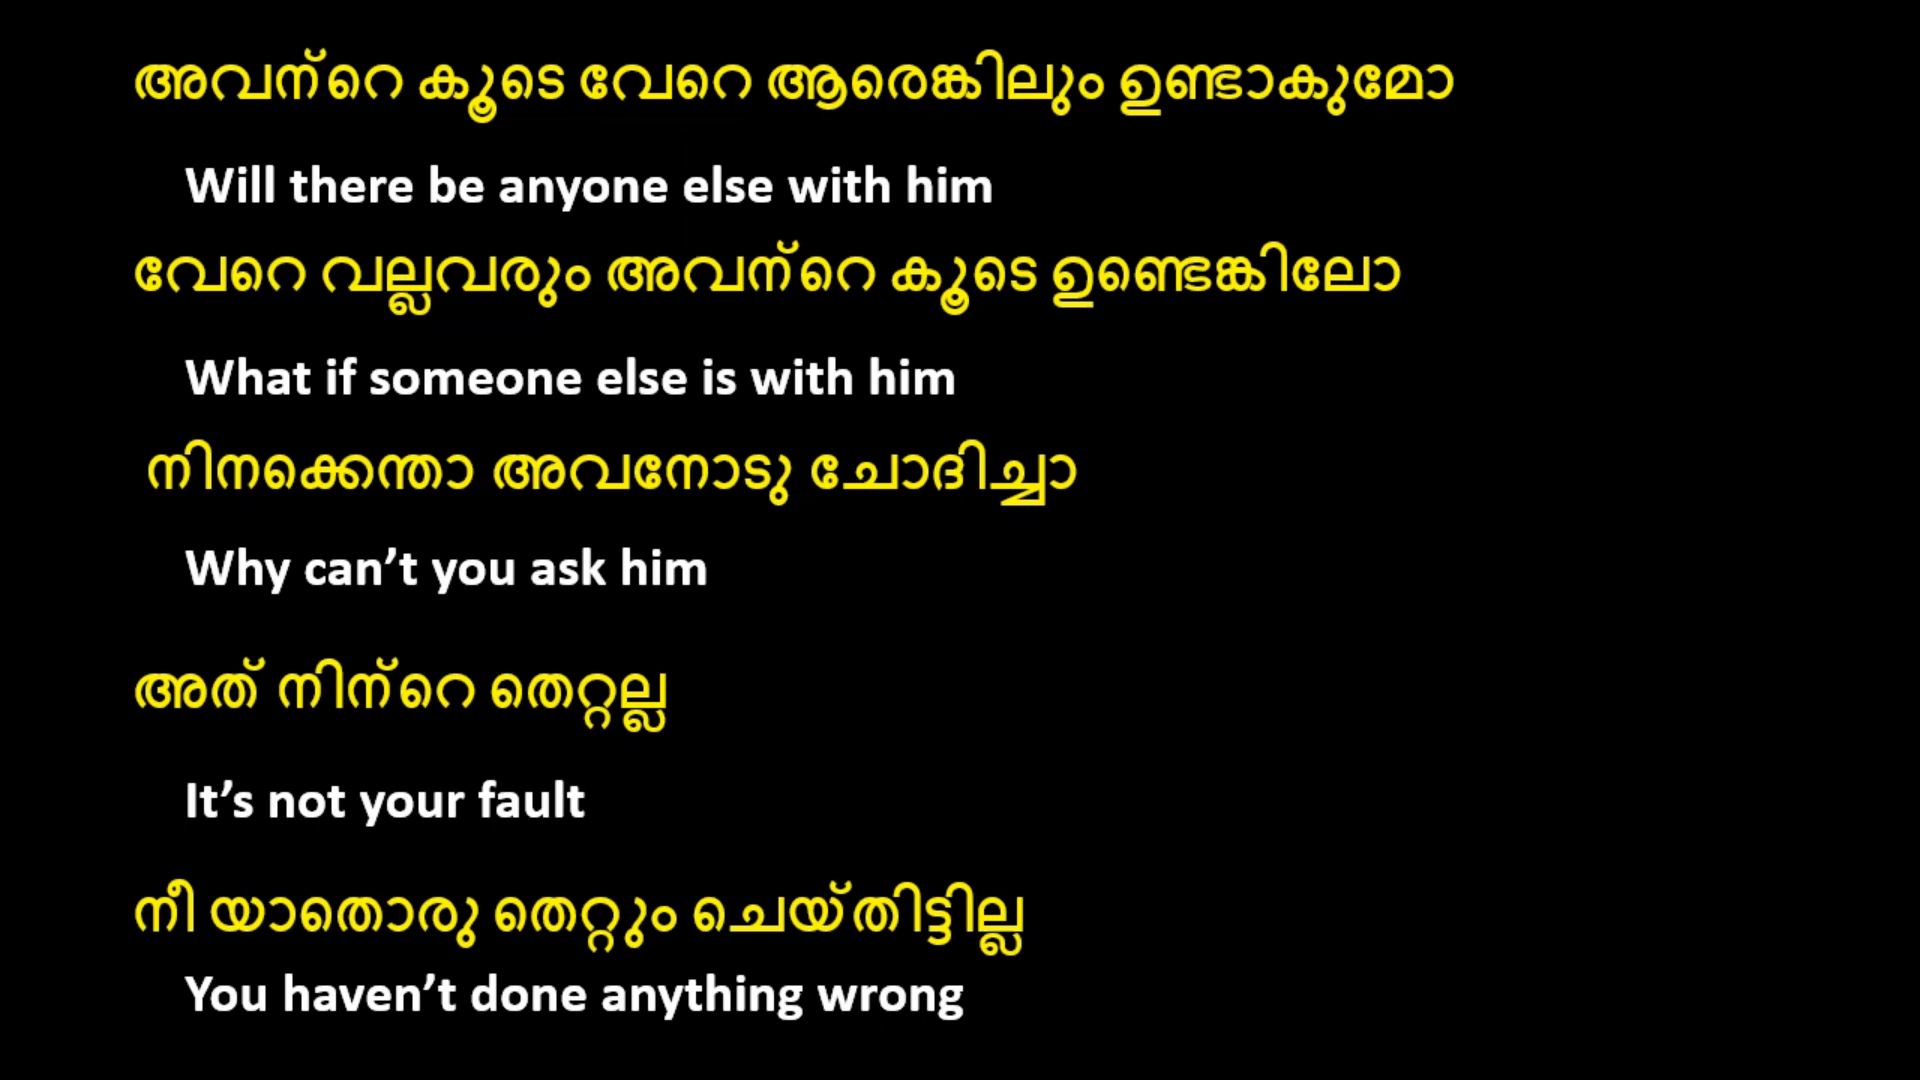 അവന്റെ കൂടെ വേറെ ആരെങ്കിലും ഉണ്ടാകുമോ
Will there be anyone else with him
വേറെ വല്ലവരും അവന്റെ കൂടെ ഉണ്ടെങ്കിലോ
What if someone else is with him
നിനക്കെന്താ അവനോടു ചോദിച്ചാ
Why can’t you ask him
അത് നിന്റെ തെറ്റല്ല
It’s not your fault
നീ യാതൊരു തെറ്റും ചെയ്തിട്ടില്ല
You haven’t done anything wrong